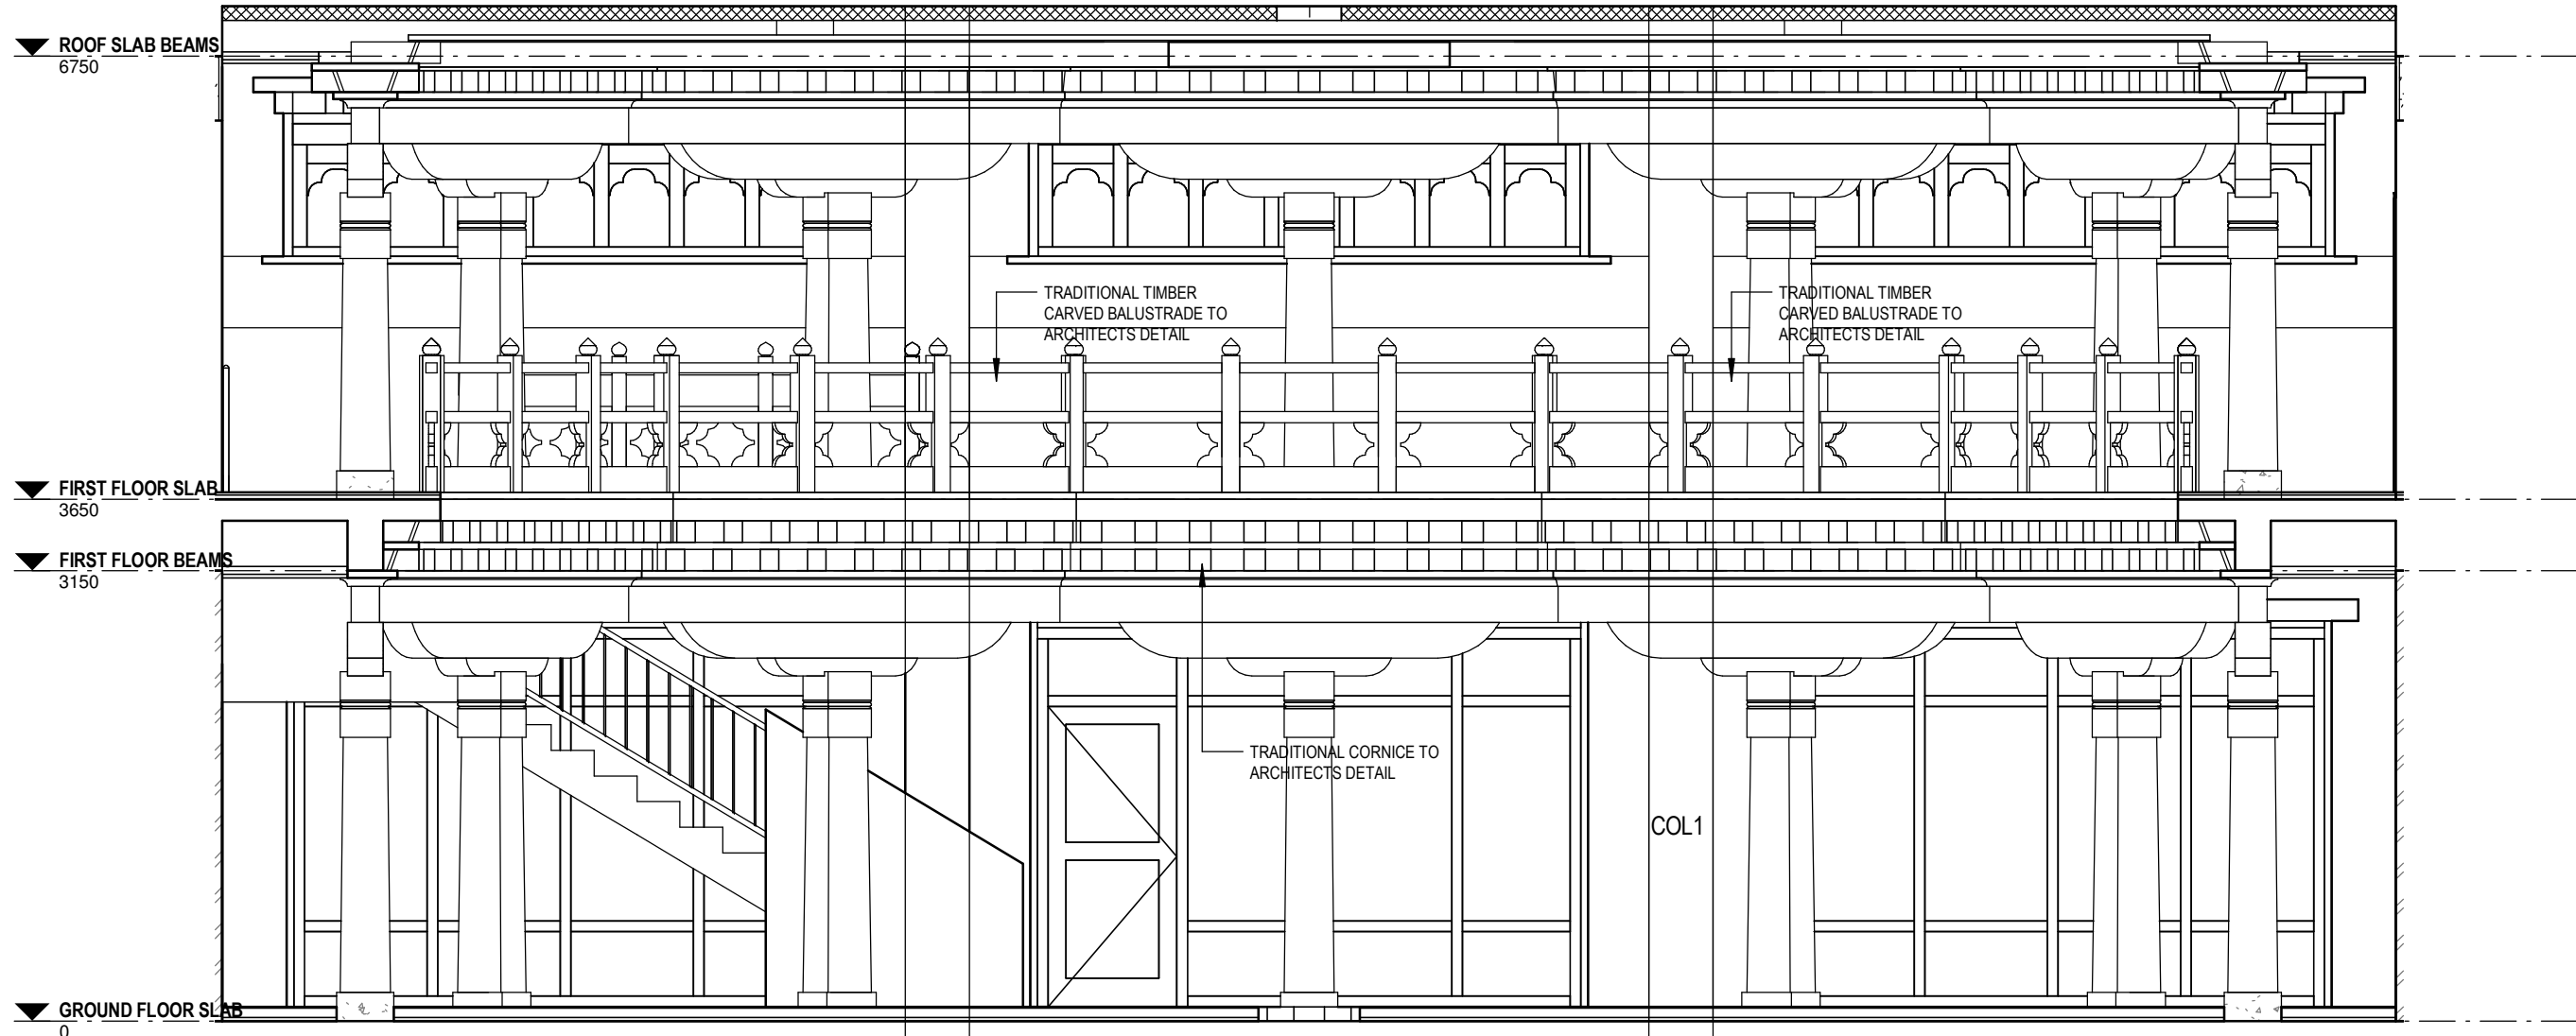 ROOF SLAB BEAMS
6750
TRADITIONAL TIMBER
CARVED BALUSTRADE TO
ARCHITECTS DETAIL
TRADITIONAL TIMBER
CARVED BALUSTRADE TO
ARCHITECTS DETAIL
FIRST FLOOR SLAB
3650
FIRST FLOOR BEAMS
3150
TRADITIONAL CORNICE TO
ARCHITECTS DETAIL
COL1
GROUND FLOOR SLAB
0